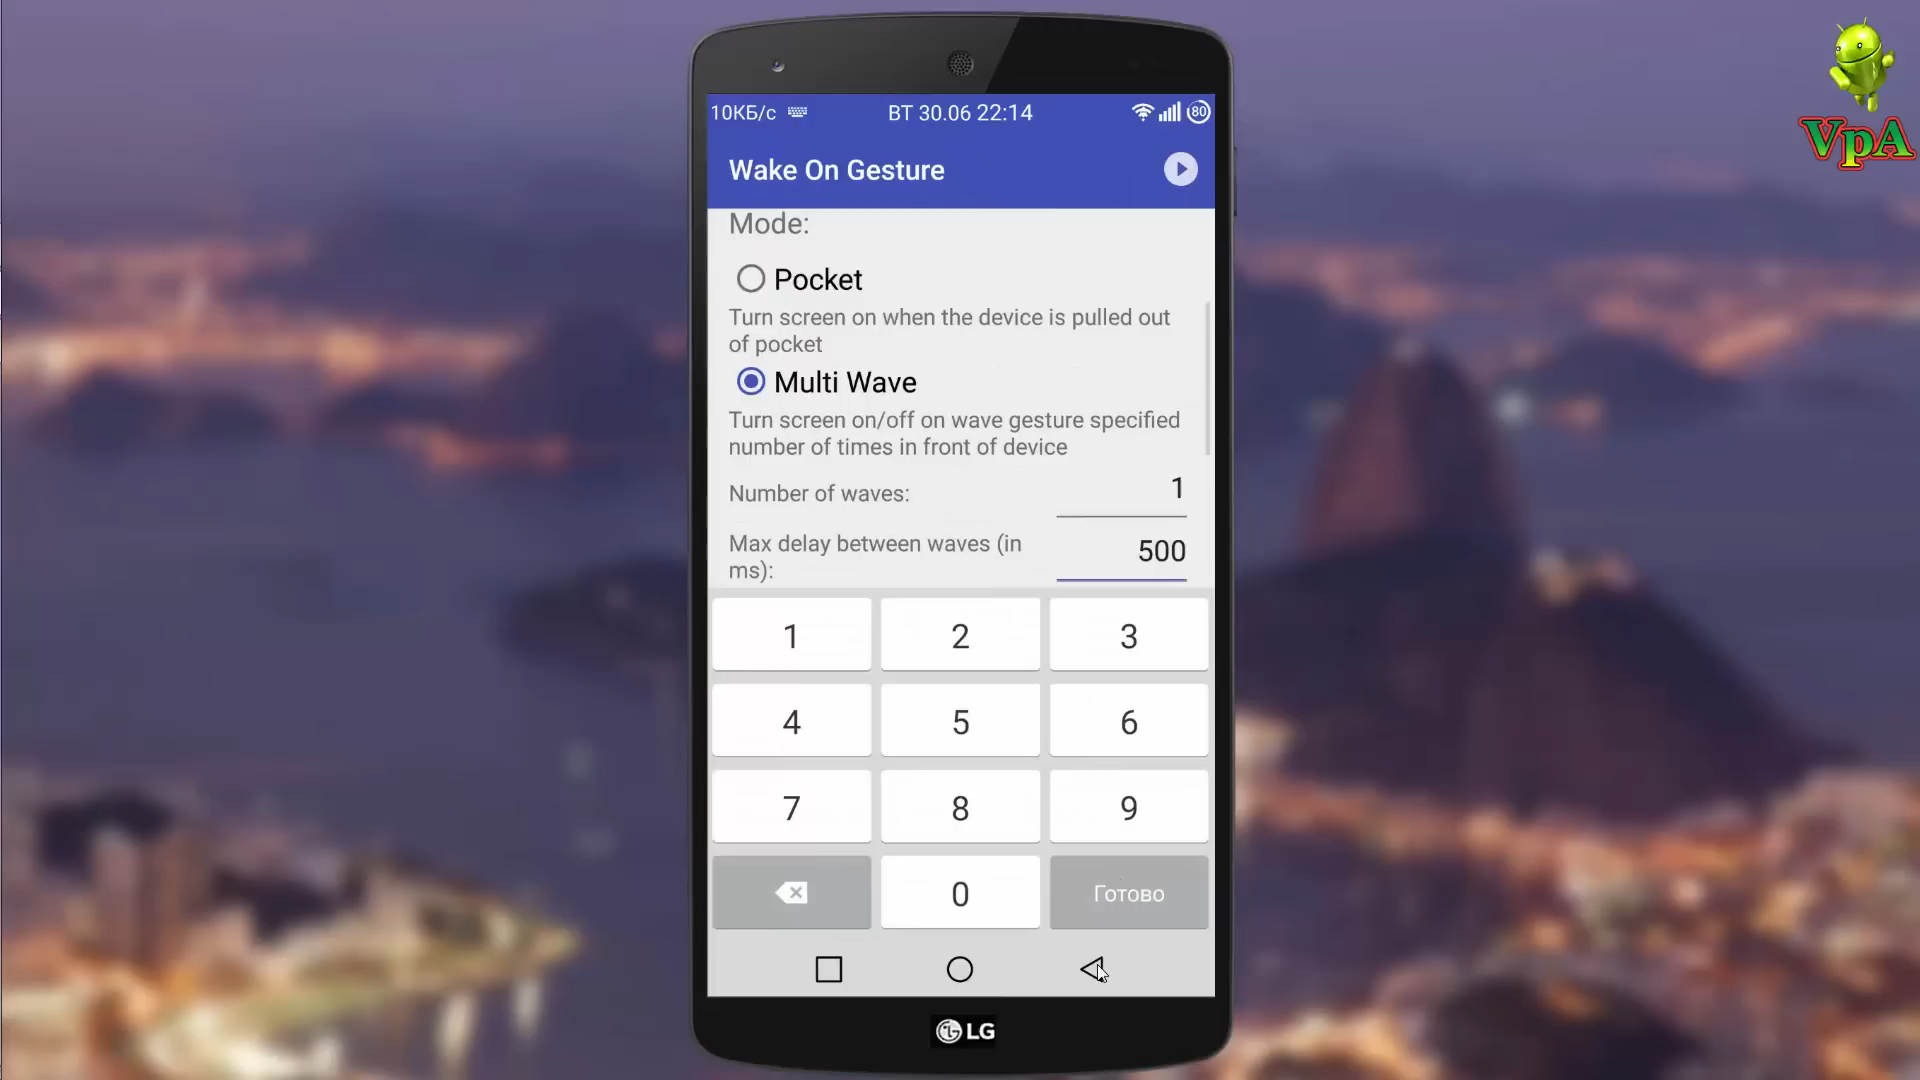 VpA
10КБ/с ВТ 30.06 22:14 80
Wake On Gesture
Mode:
Pocket
Turn screen on when the device is pulled out
of pocket
Multi Wave
Turn screen on/off on wave gesture specified
number of times in front of device
Number of waves: 1
Max delay between waves (in
ms): 500
1 2 3
4 5 6
7 8 9
0 Готово
LG